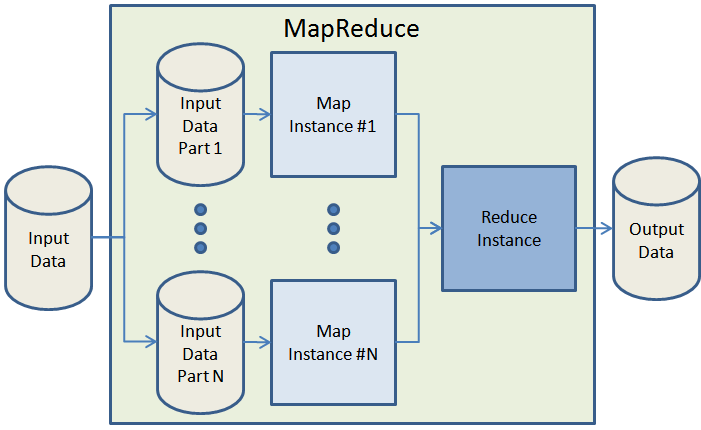 MapReduce
Input
Data
Input
Data
Part 1
Map
Instance #1
Input
Data
Part N
Map
Instance #N
Reduce
Instance
Output
Data